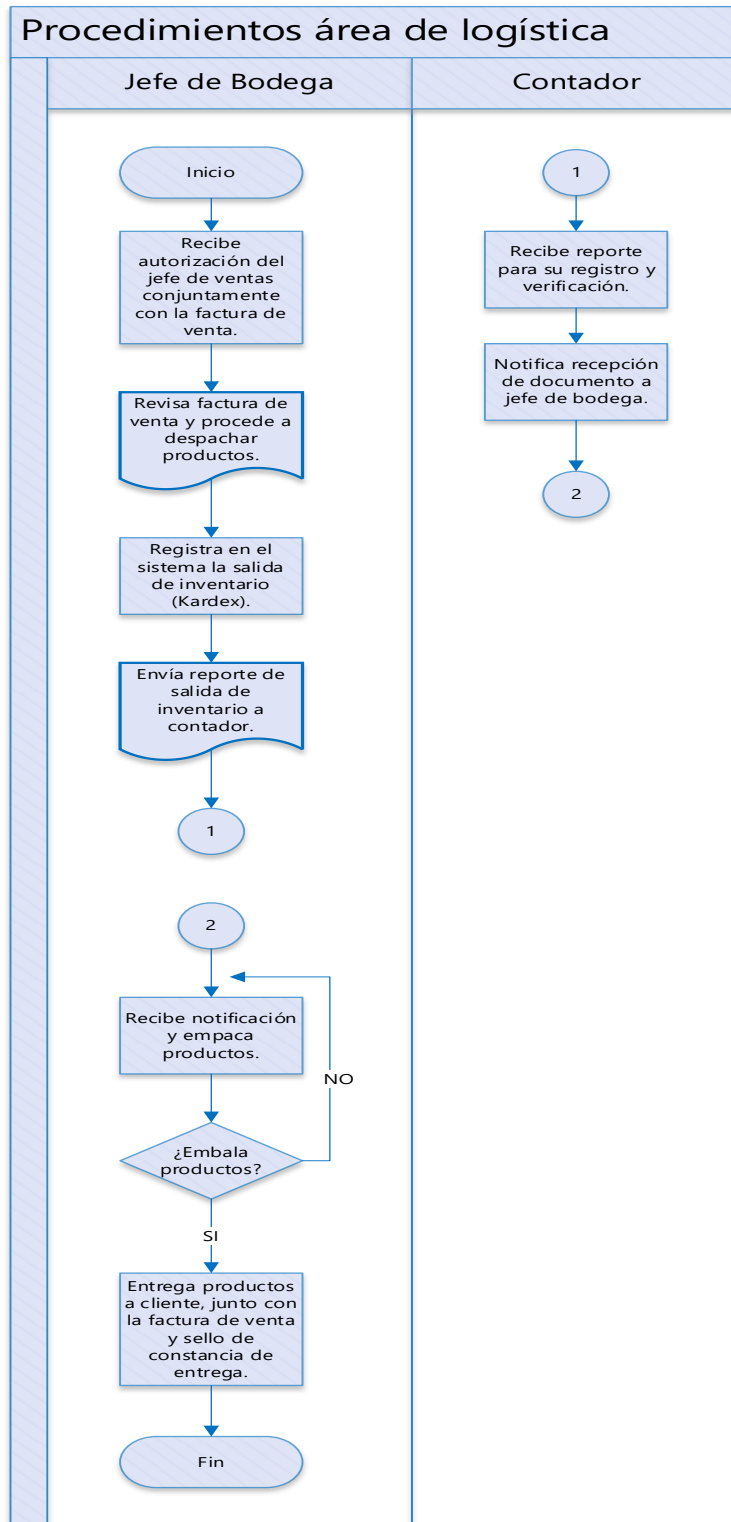 Procedimientos área de logística
Jefe de Bodega
Contador
Inicio
Recibe
autorización del
jefe de ventas
conjuntamente
con la factura de
venta.
Revisa factura de
venta y procede a
despachar
productos.
Registra en el
sistema la salida
de inventario
(Kardex).
Envía reporte de
salida de
inventario a
contador.
1
2
Recibe notificación
y empaca
productos.
NO
¿Embala
productos?
SI
Entrega productos
a cliente, junto con
la factura de venta
y sello de
constancia de
entrega.
Fin
1
Recibe reporte
para su registro y
verificación.
Notifica recepción
de documento a
jefe de bodega.
2